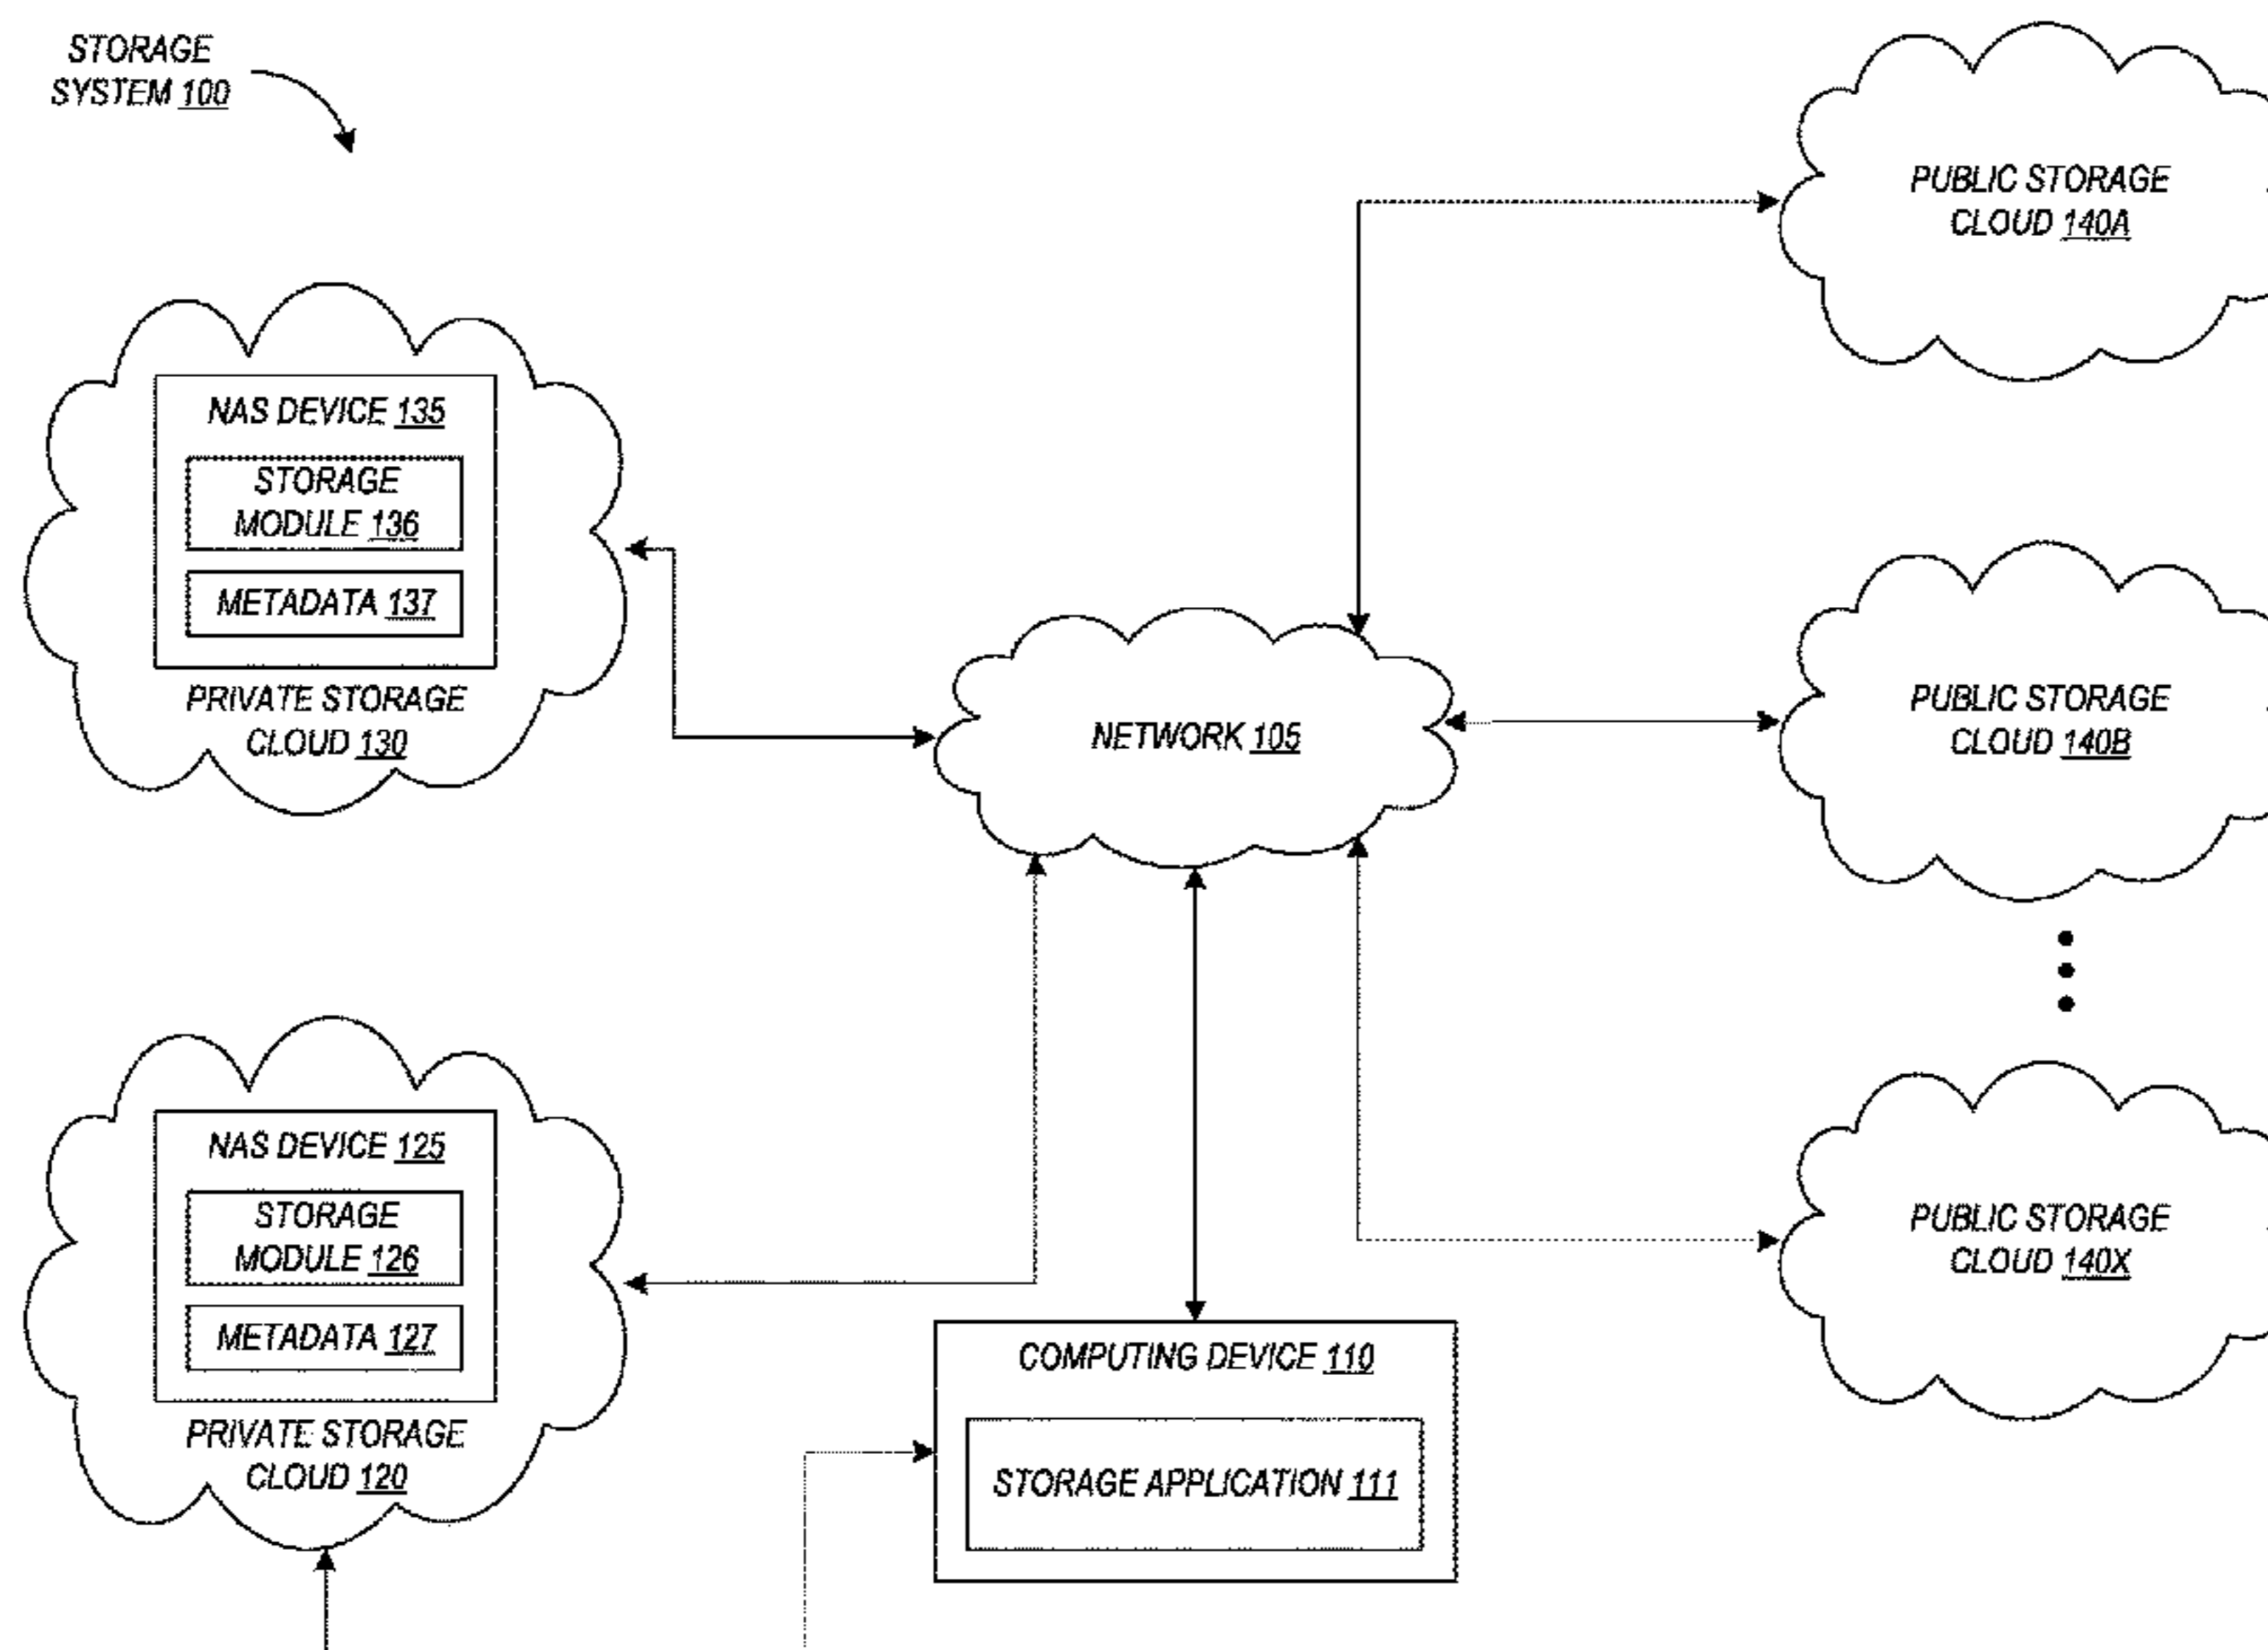 STORAGE
SYSTEM 100
PUBLIC STORAGE
CLOUD 140A
NAS DEVICE 135
STORAGE
MODULE 136
METADATA 137
PRIVATE STORAGE
CLOUD 130
NETWORK 105
PUBLIC STORAGE
CLOUD 140B
NAS DEVICE 125
STORAGE
MODULE 126
METADATA 127
PRIVATE STORAGE
CLOUD 120
COMPUTING DEVICE 110
STORAGE APPLICATION 111
PUBLIC STORAGE
CLOUD 140X